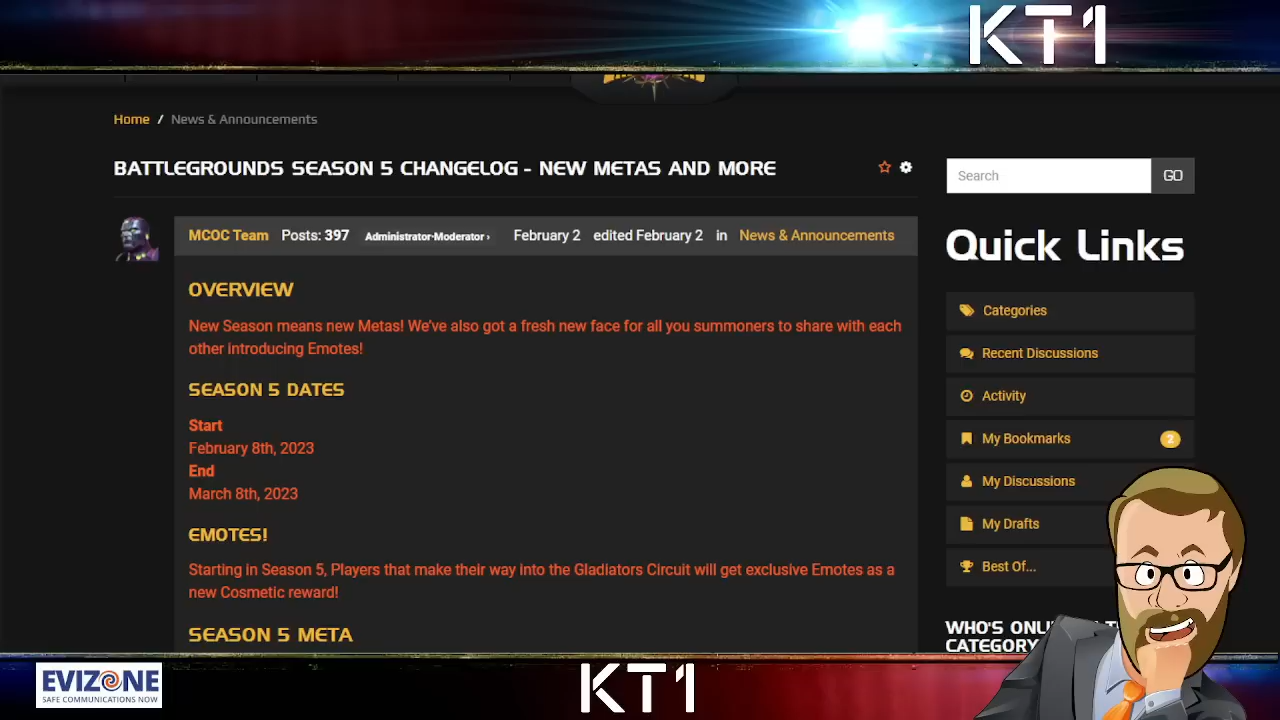 KT1
Home / News & Announcements
BATTLEGROUNDS SEASON 5 CHANGELOG - NEW METAS AND MORE
Search
GO
MCOC Team Posts: 397 Administrator-Moderator › February 2 edited February 2 in News & Announcements
Quick Links
OVERVIEW
New Season means new Metas! We've also got a fresh new face for all you summoners to share with each
other introducing Emotes!
SEASON 5 DATES
Start
February 8th, 2023
End
March 8th, 2023
EMOTES!
Starting in Season 5, Players that make their way into the Gladiators Circuit will get exclusive Emotes as a
new Cosmetic reward!
SEASON 5 META
Categories
Recent Discussions
Activity
My Bookmarks 2
My Discussions
My Drafts
Best Of...
WHO'S
CATEGORY
EVIZONE
SAFE COMMUNICATIONS NOW
KT1